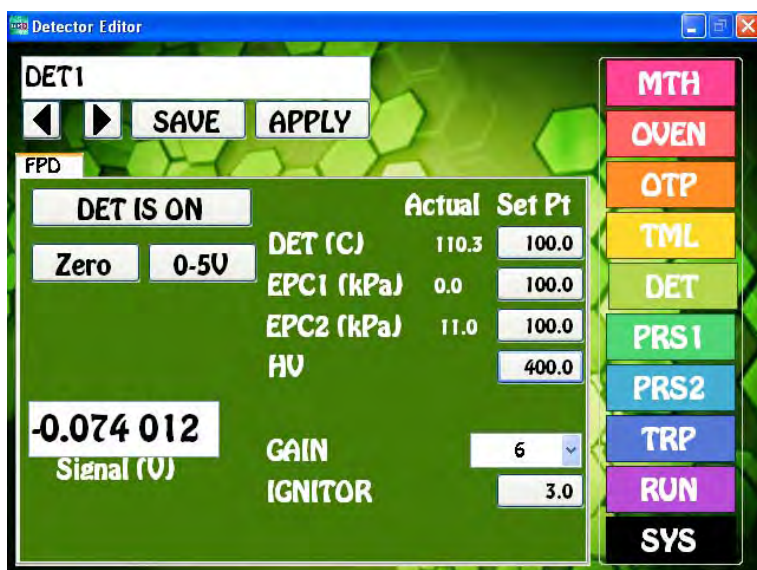 Detector Editor
DET1
SAVE APPLY
FPD
DET IS ON
Zero 0-5V
Actual Set Pt
DET (C) 110.3 100.0
EPC1 (kPa) 0.0 100.0
EPC2 (kPa) 11.0 100.0
HV 400.0
-0.074 012
Signal (V)
GAIN 6
IGNITOR 3.0
MTH
OVEN
OTP
TML
DET
PRS1
PRS2
TRP
RUN
SYS